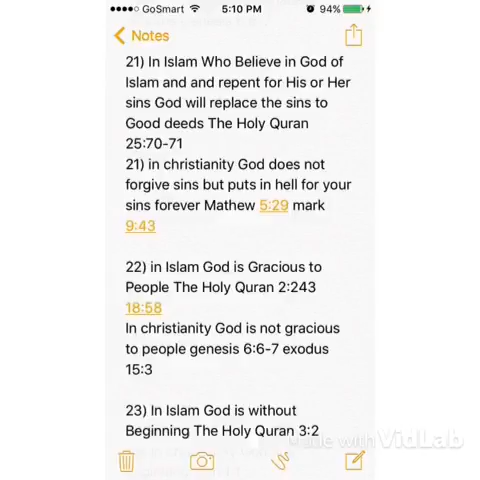 GoSmart 5:10 PM 94%
Notes
21) In Islam Who Believe in God of
Islam and and repent for His or Her
sins God will replace the sins to
Good deeds The Holy Quran
25:70-71
21) in christianity God does not
forgive sins but puts in hell for your
sins forever Mathew 5:29 mark
9:43
22) in Islam God is Gracious to
People The Holy Quran 2:243
18:58
In christianity God is not gracious
to people genesis 6:6-7 exodus
15:3
23) In Islam God is without
Beginning The Holy Quran 3:2
Made with VidLab